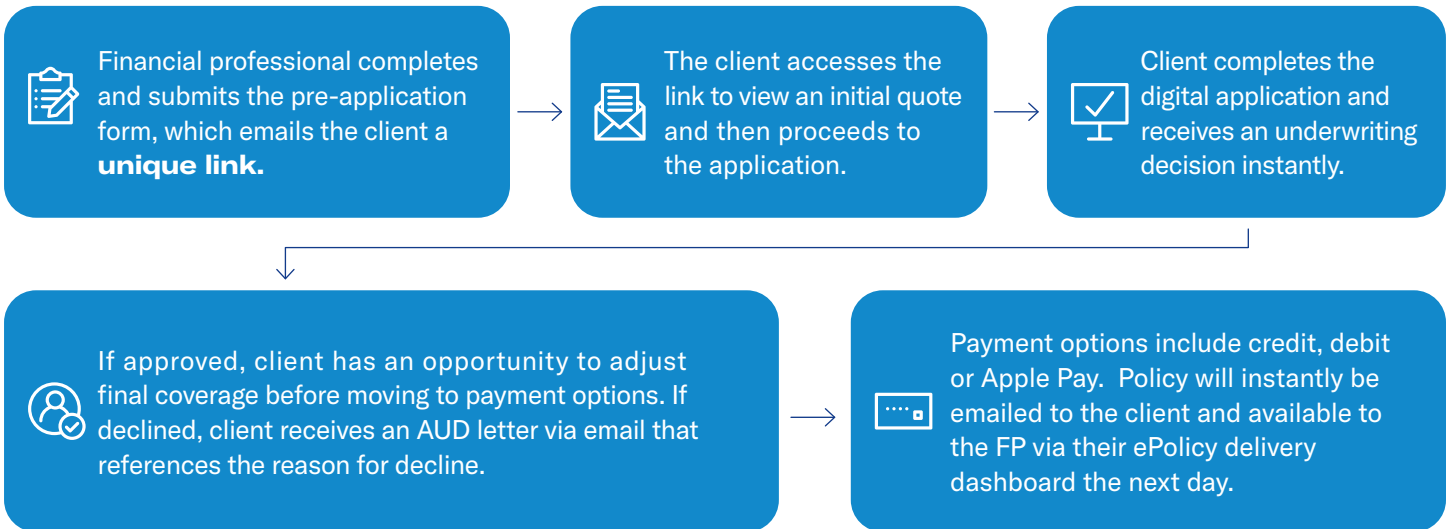 Financial professional completes
and submits the pre-application
form, which emails the client a
unique link.
The client accesses the
link to view an initial quote
and then proceeds to
the application.
Client completes the
digital application and
receives an underwriting
decision instantly.
If approved, client has an opportunity to adjust
final coverage before moving to payment options. If
declined, client receives an AUD letter via email that
references the reason for decline.
Payment options include credit, debit
or Apple Pay.  Policy will instantly be
emailed to the client and available to
the FP via their ePolicy delivery
dashboard the next day.